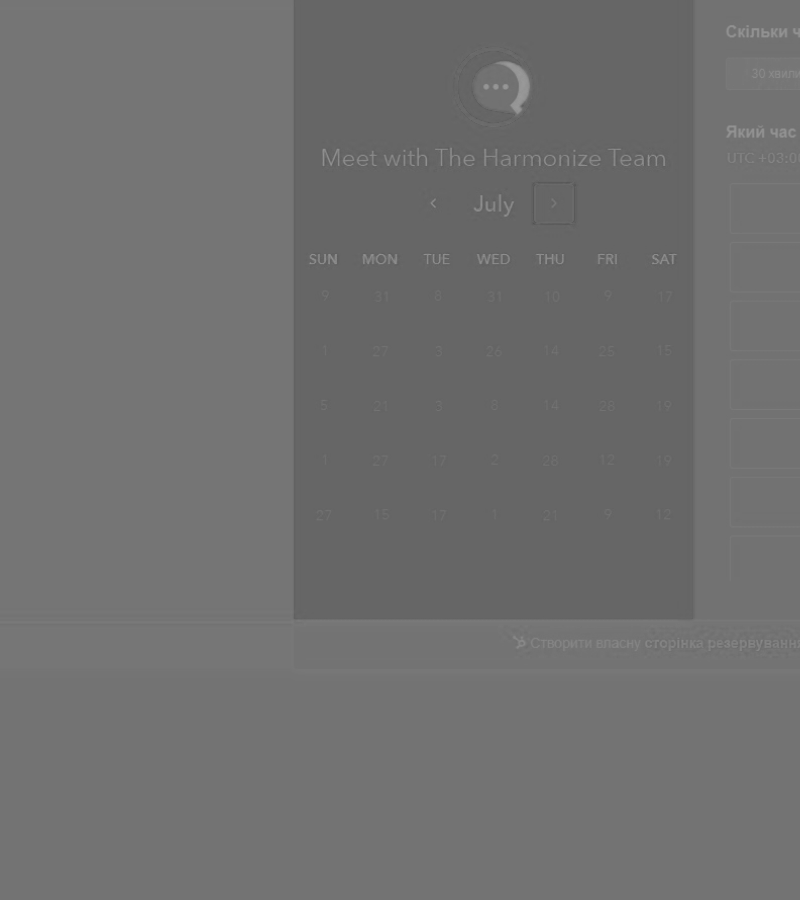 Meet with The Harmonize Team
July
SUN MON TUE WED THU FRI SAT
9 31 8 31 10 9 17
1 27 3 26 14 25 15
5 21 3 8 14 28 19
1 27 17 2 26 12 19
27 15 17 1 21 9 12
Скільки ч
30 хвили
Який час
UTC +03:0
Створити власну сторінка резервування